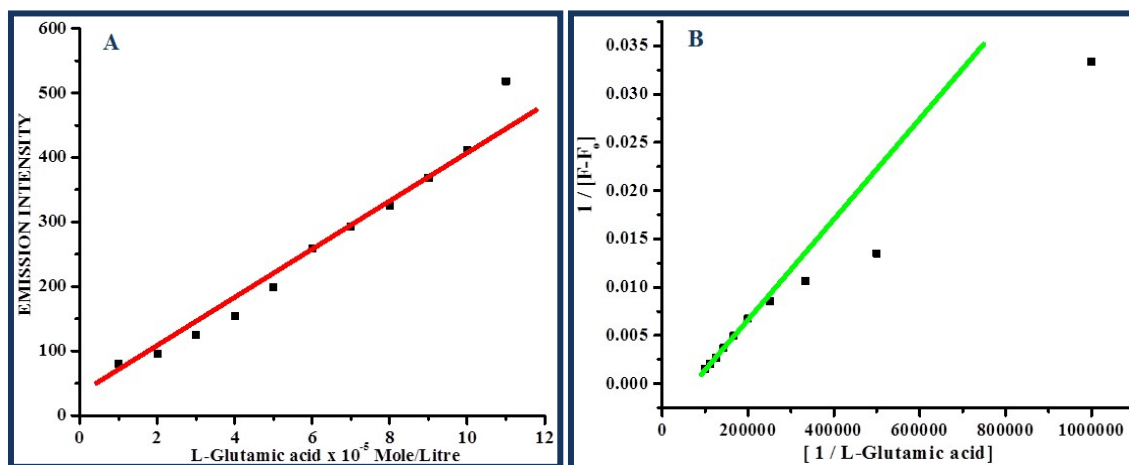 A
600
500
400
300
200
100
0
EMISSION INTENSITY
0 2 4 6 8 10 12
L-Glutamic acid x 10⁻⁵ Mole/Litre
B
0.035
0.030
0.025
0.020
0.015
0.010
0.005
0.000
1 / [F-Fₒ]
0 200000 400000 600000 800000 1000000
[ 1 / L-Glutamic acid]